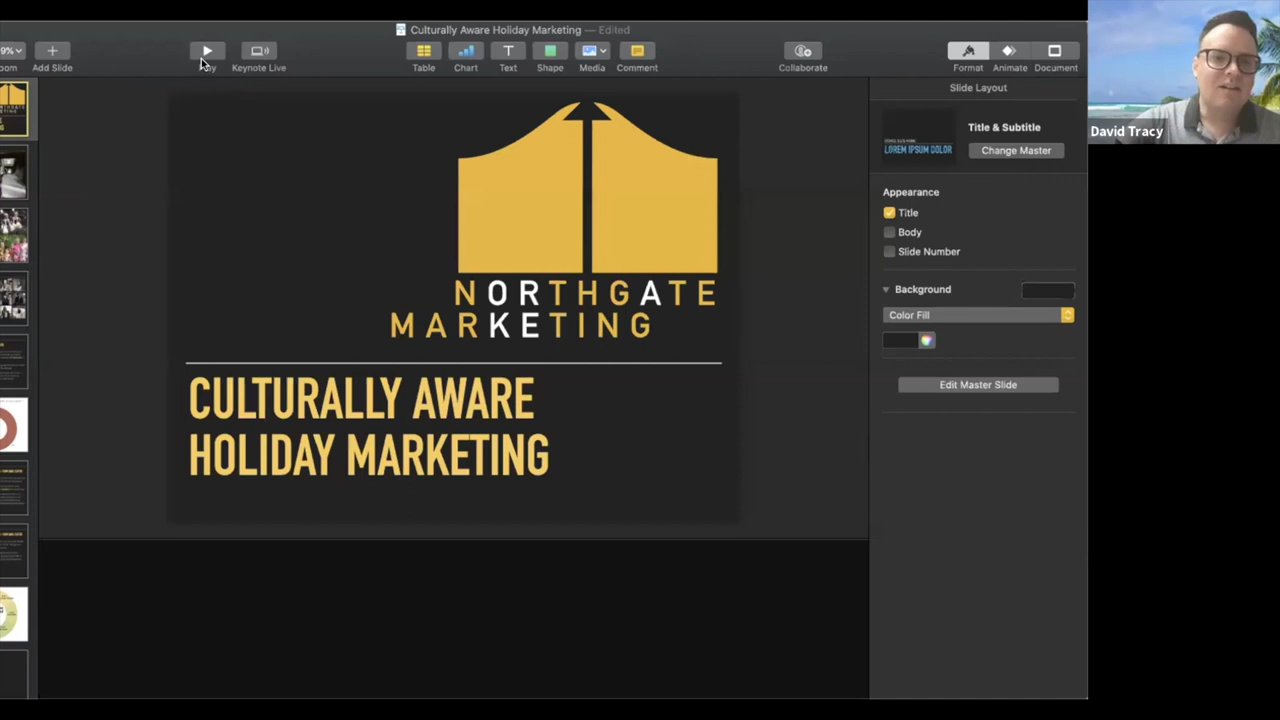 Culturally Aware Holiday Marketing — Edited
9%
Add Slide
Keynote Live
Table
Chart
Text
Shape
Media
Comment
Collaborate
Format
Animate
Document
Slide Layout
Title & Subtitle
LOREM IPSUM DOLOR
Change Master
Appearance
Title
Body
Slide Number
Background
Color Fill
Edit Master Slide
NORTHGATE
MARKETING
CULTURALLY AWARE
HOLIDAY MARKETING
David Tracy